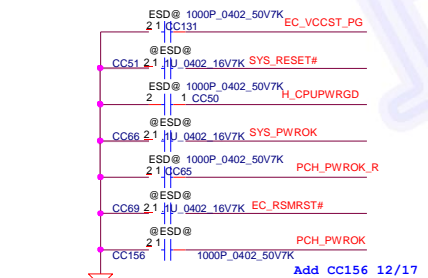 ESD@ 1000P_0402_50V7K
2 1 CC131 EC_VCCST_PG
@ESD@
CC51 2 1 .1U_0402_16V7K SYS_RESET#
ESD@ 1000P_0402_50V7K
2 1 CC50 H_CPUPWRGD
@ESD@
CC66 2 1 .1U_0402_16V7K SYS_PWROK
ESD@ 1000P_0402_50V7K
2 1 CC65 PCH_PWROK_R
@ESD@
CC69 2 1 .1U_0402_16V7K EC_RSMRST#
@ESD@
2 1 PCH_PWROK
CC156 1000P_0402_50V7K
Add CC156 12/17